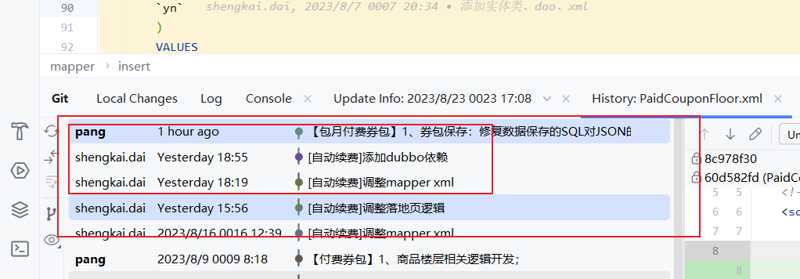 90
`yn`
shengkai.dai, 2023/8/7 0007 20:34 • 添加实体类、dao、xml
91
)
92
VALUES
mapper › insert
Git
Local Changes
Log
Console ×
Update Info: 2023/8/23 0023 17:08
History: PaidCouponFloor.xml ×
pang 1 hour ago 【包月付费券包】1、券包保存：修复数据保存的SQL对JSON的
shengkai.dai Yesterday 18:55 [自动续费]添加dubbo依赖
shengkai.dai Yesterday 18:19 [自动续费]调整mapper xml
shengkai.dai Yesterday 15:56 [自动续费]调整落地页逻辑
shengkai.dai 2023/8/16 0016 12:39 [自动续费]调整mapper xml
pang 2023/8/9 0009 8:18 【付费券包】1、商品楼层相关逻辑开发；
Un
8c978f30
60d582fd (PaidC
5 5 <!-
6 6 <sc
7 7
8
8